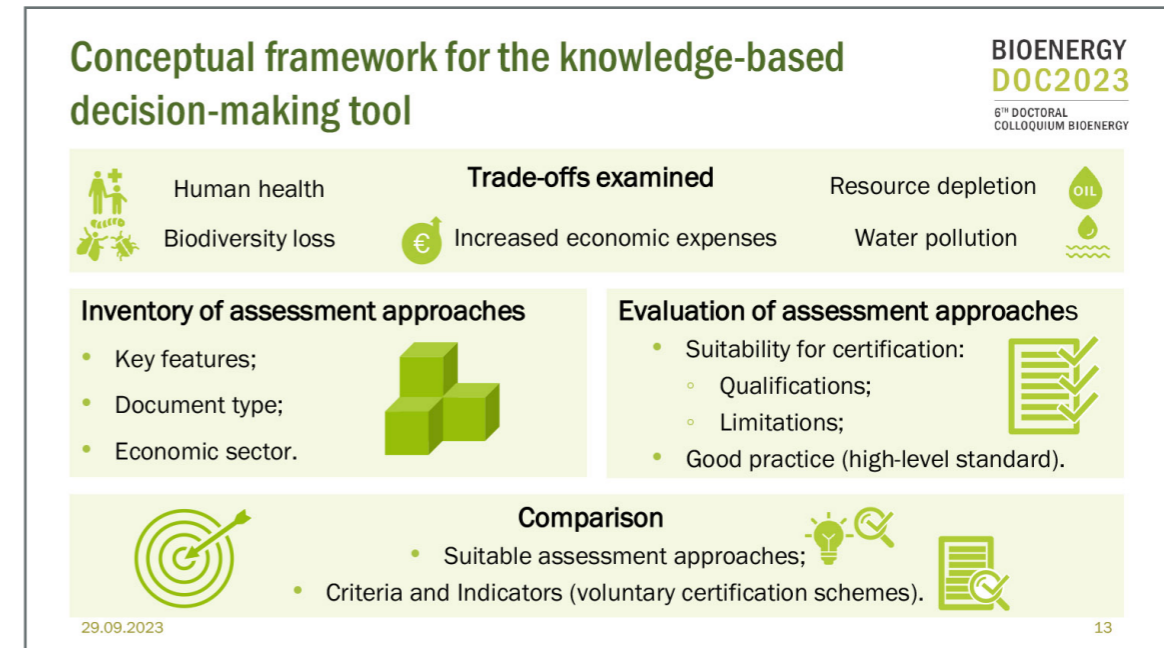 Conceptual framework for the knowledge-based
decision-making tool
BIOENERGY
DOC2023
6TH DOCTORAL
COLLOQUIUM BIOENERGY
Trade-offs examined
Human health
Biodiversity loss
€
Increased economic expenses
Resource depletion
OIL
Water pollution
Inventory of assessment approaches
• Key features;
• Document type;
• Economic sector.
Evaluation of assessment approaches
• Suitability for certification:
◦ Qualifications;
◦ Limitations;
• Good practice (high-level standard).
Comparison
• Suitable assessment approaches;
• Criteria and Indicators (voluntary certification schemes).
29.09.2023
13